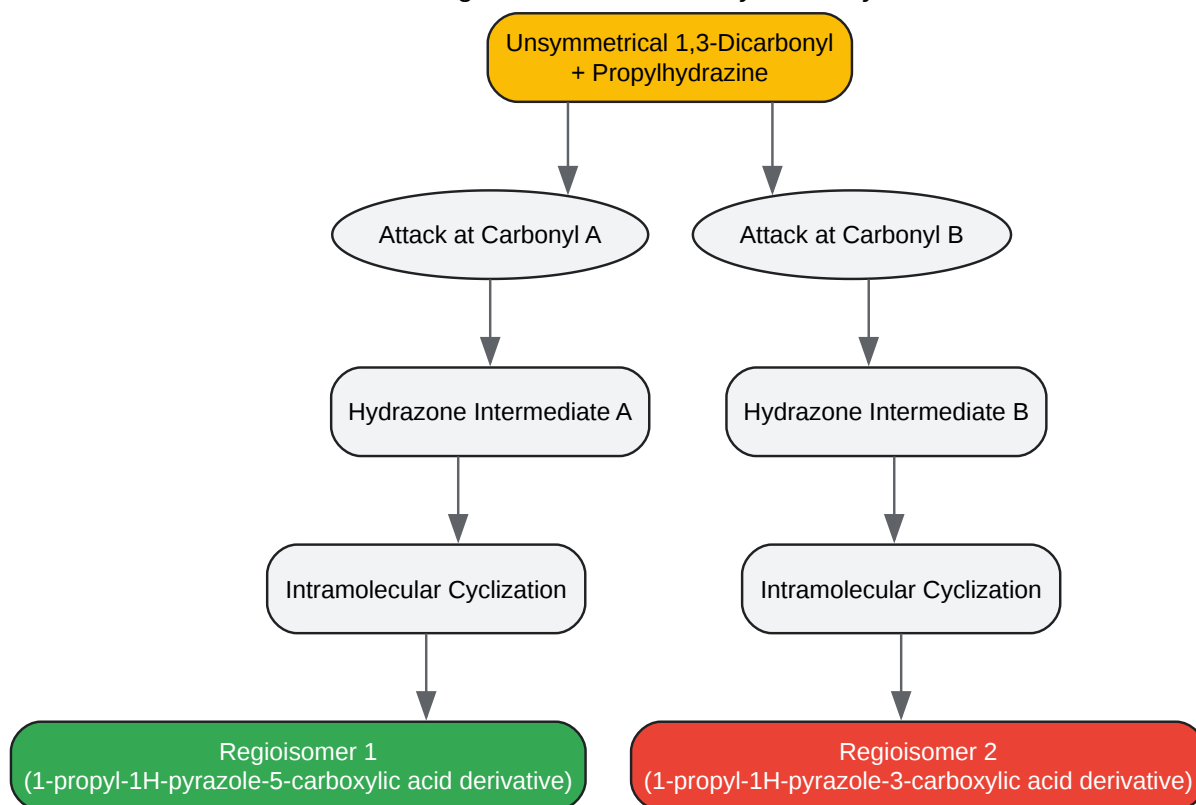 Unsymmetrical 1,3-Dicarbonyl
+ Propylhydrazine
Attack at Carbonyl A
Attack at Carbonyl B
Hydrazone Intermediate A
Hydrazone Intermediate B
Intramolecular Cyclization
Intramolecular Cyclization
Regioisomer 1
(1-propyl-1H-pyrazole-5-carboxylic acid derivative)
Regioisomer 2
(1-propyl-1H-pyrazole-3-carboxylic acid derivative)